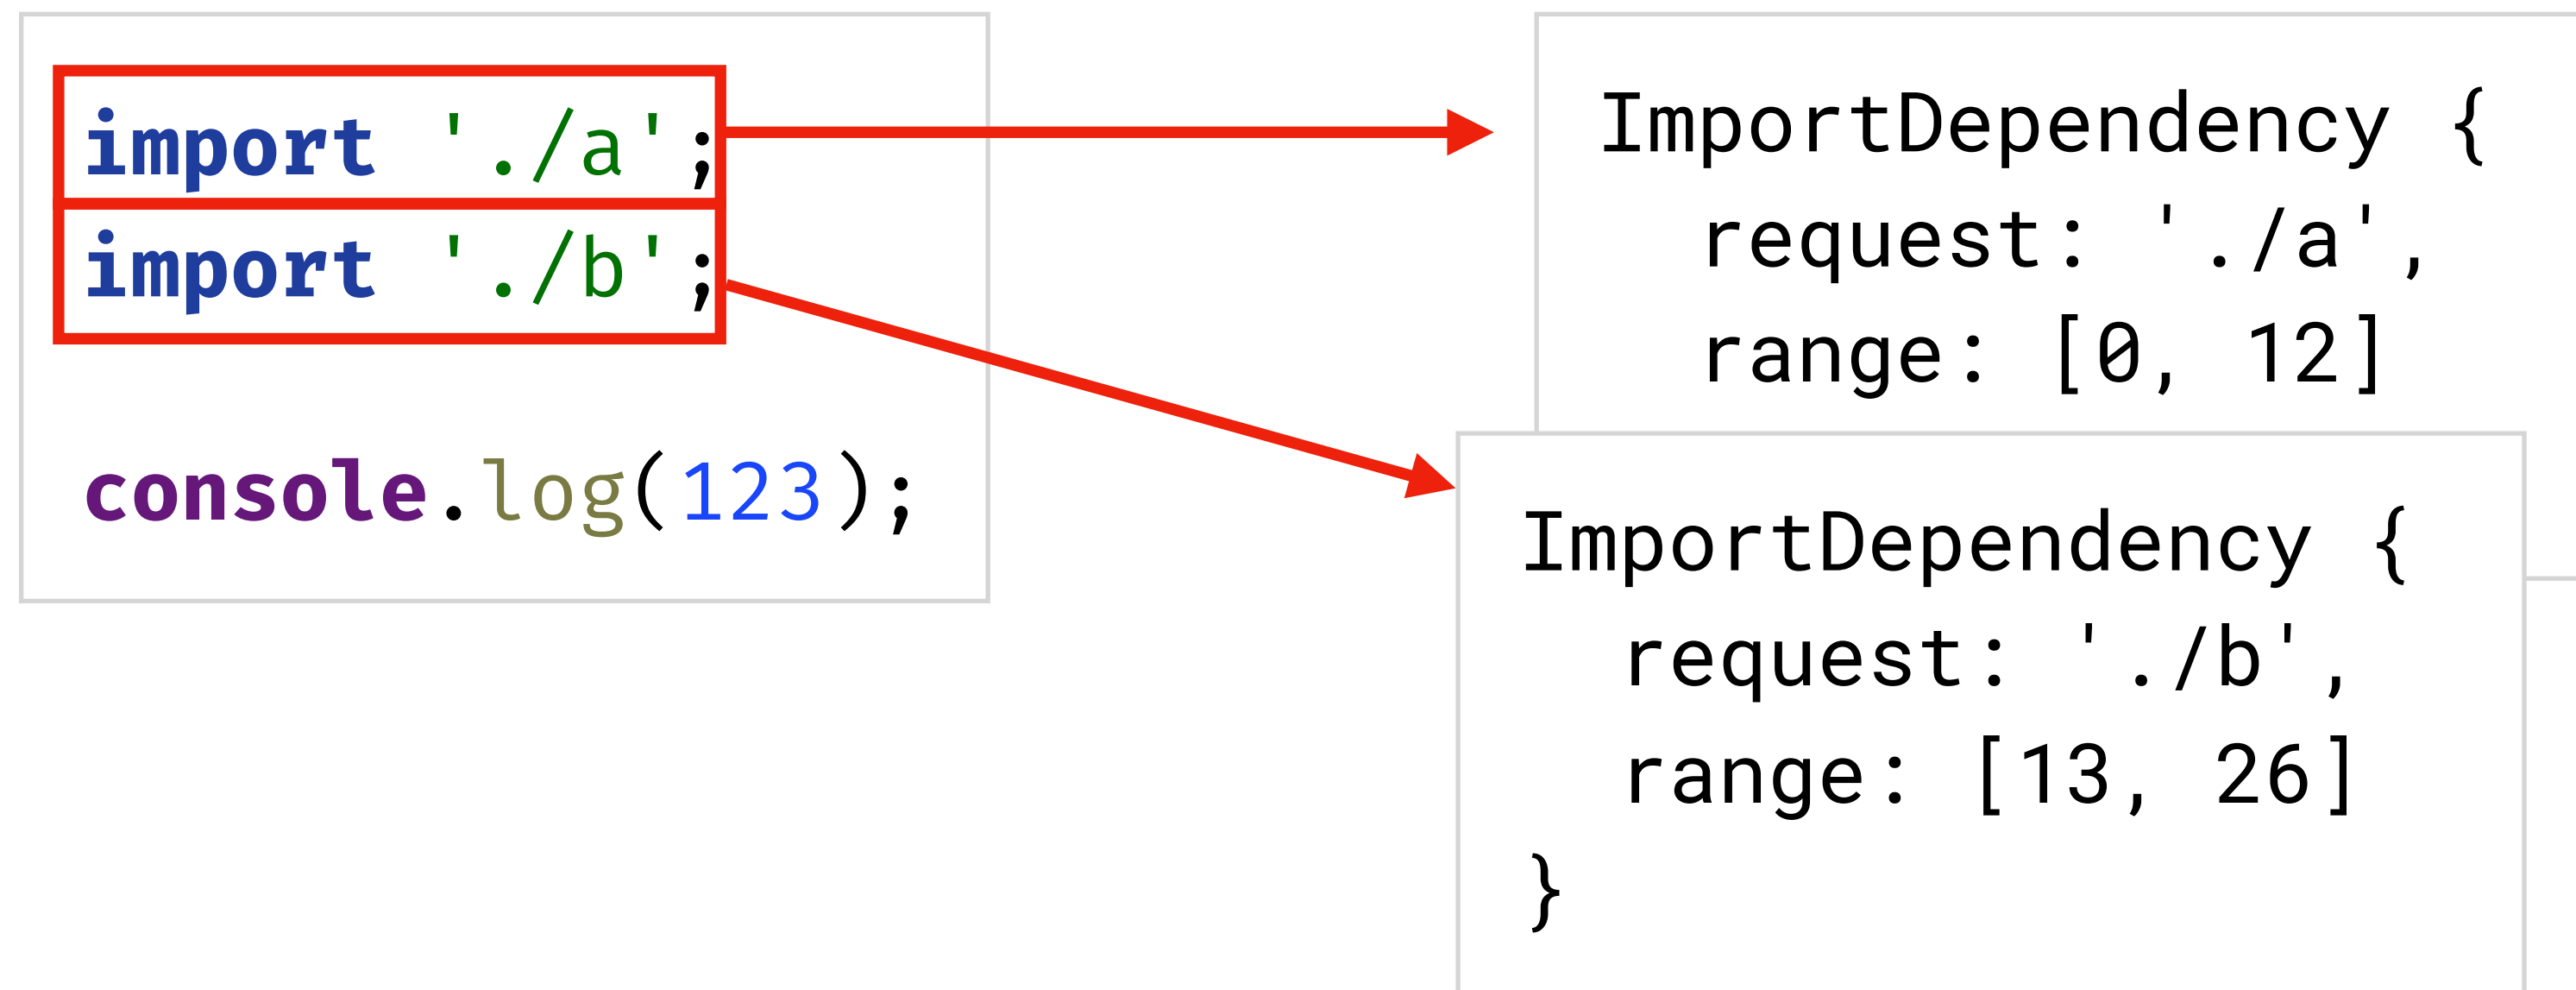 import './a';
import './b';
console.log(123);
ImportDependency {
request: './a',
range: [0, 12]
ImportDependency {
request: './b',
range: [13, 26]
}